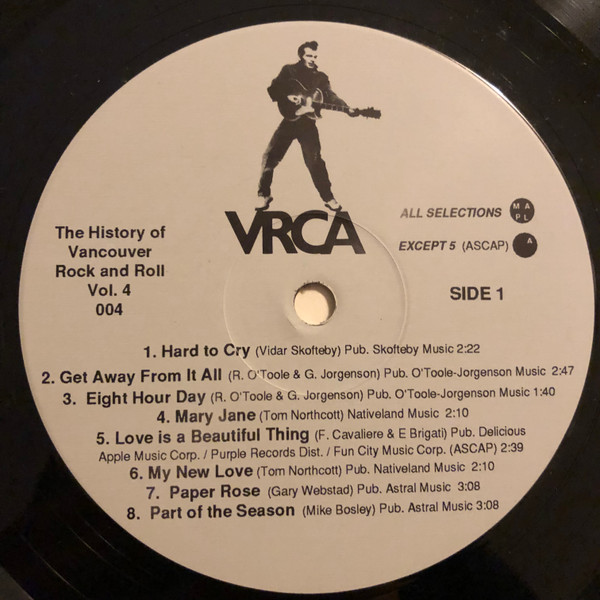 VRCA
The History of
Vancouver
Rock and Roll
Vol. 4
004
ALL SELECTIONS MA PL
EXCEPT 5 (ASCAP) A
SIDE 1
1. Hard to Cry (Vidar Skofteby) Pub. Skofteby Music 2:22
2. Get Away From It All (R. O'Toole & G. Jorgenson) Pub. O'Toole-Jorgenson Music 2:47
3. Eight Hour Day (R. O'Toole & G. Jorgenson) Pub. O'Toole-Jorgenson Music 1:40
4. Mary Jane (Tom Northcott) Nativeland Music 2:10
5. Love is a Beautiful Thing (F. Cavaliere & E Brigati) Pub. Delicious
Apple Music Corp. / Purple Records Dist. / Fun City Music Corp. (ASCAP) 2:39
6. My New Love (Tom Northcott) Pub. Nativeland Music 2:10
7. Paper Rose (Gary Webstad) Pub. Astral Music 3:08
8. Part of the Season (Mike Bosley) Pub. Astral Music 3:08